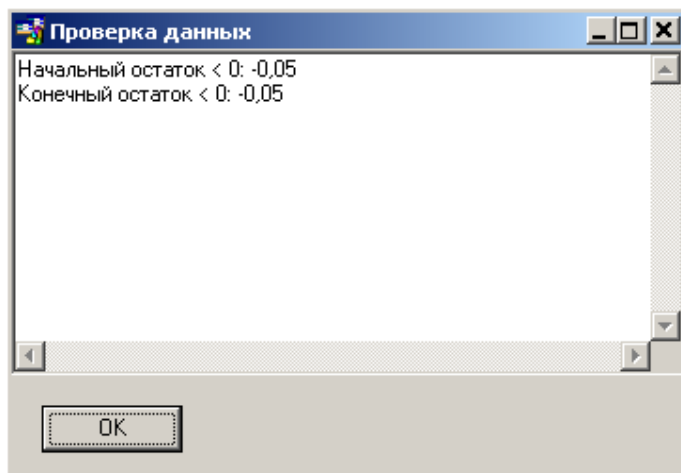 Проверка данных
Начальный остаток < 0: -0,05
Конечный остаток < 0: -0,05
OK